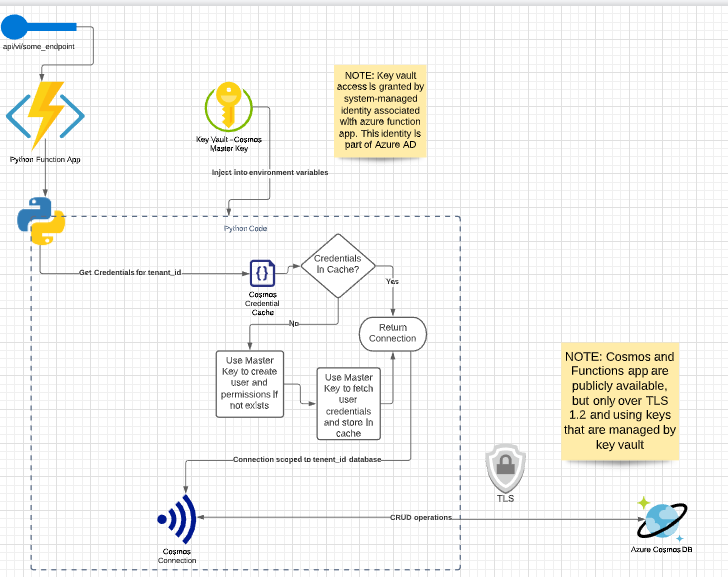 api/vi/some_endpoint
Python Function App
Key Vault - Cosmos
Master Key
NOTE: Key vault
access is granted by
system-managed
identity associated
with azure function
app. This identity is
part of Azure AD
Inject into environment variables
Python Code
Get Credentials for tenant_id
Cosmos
Credential
Cache
Credentials
In Cache?
Yes
No
Return
Connection
Use Master
Key to create
user and
permissions if
not exists
Use Master
Key to fetch
user
credentials
and store in
cache
NOTE: Cosmos and
Functions app are
publicly available,
but only over TLS
1.2 and using keys
that are managed by
key vault
Connection scoped to tenant_id database
TLS
CRUD operations
Cosmos
Connection
Azure Cosmos DB